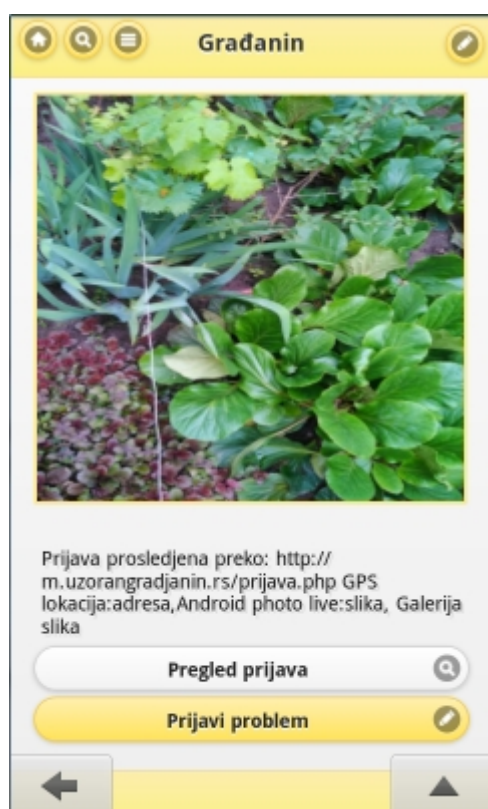 Građanin
Prijava prosledjena preko: http://
m.uzorangradjanin.rs/prijava.php GPS
lokacija:adresa,Android photo live:slika, Galerija
slika
Pregled prijava
Prijavi problem